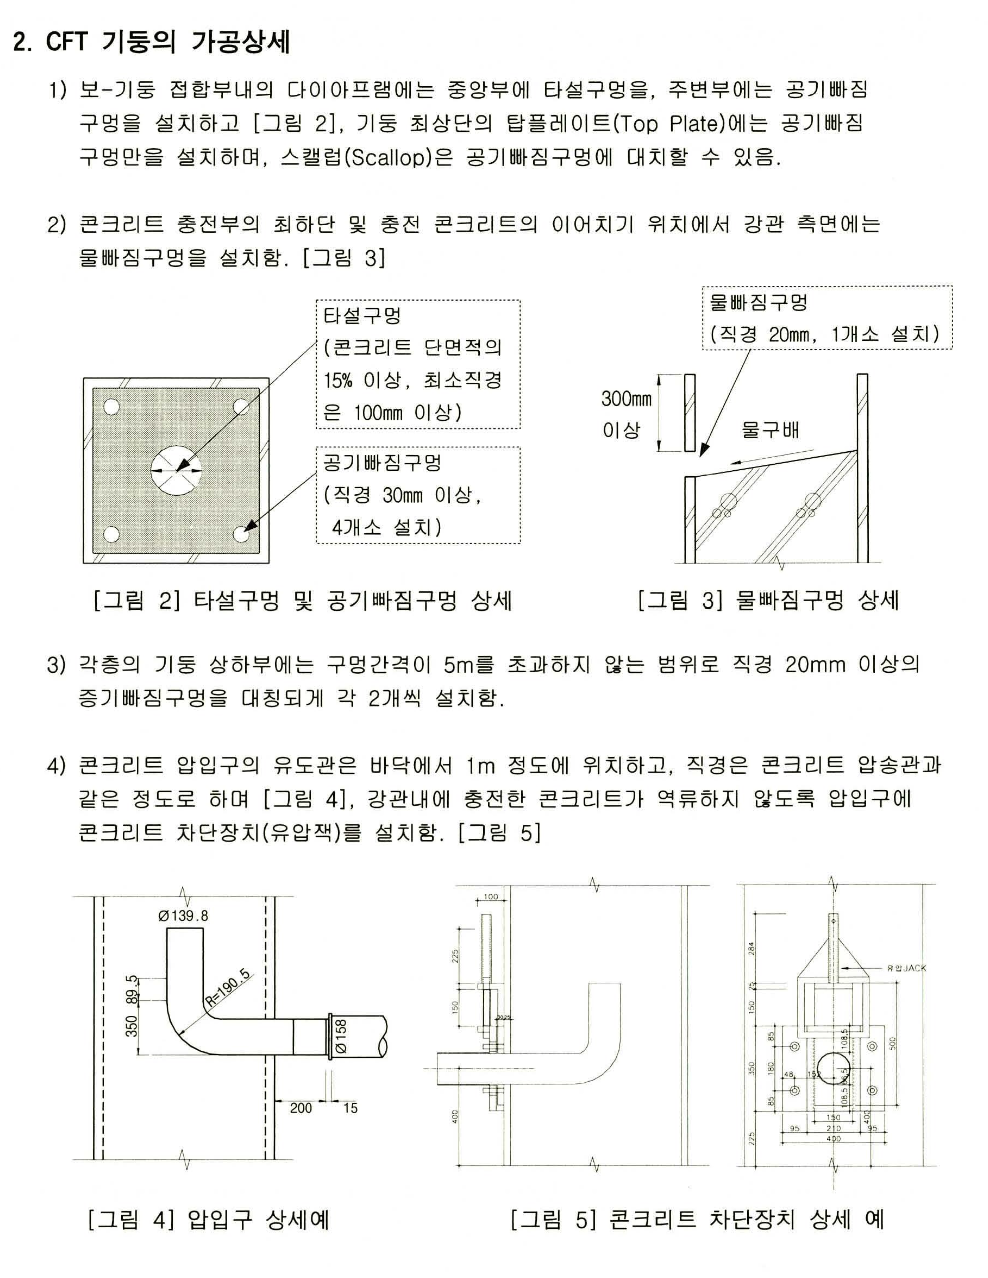 2. CFT 기둥의 가공상세
1) 보-기둥 접합부내의 다이아프램에는 중앙부에 타설구멍을, 주변부에는 공기빠짐
구멍을 설치하고 [그림 2], 기둥 최상단의 탑플레이트(Top Plate)에는 공기빠짐
구멍만을 설치하며, 스캘럽(Scallop)은 공기빠짐구멍에 대치할 수 있음.
2) 콘크리트 충전부의 최하단 및 충전 콘크리트의 이어치기 위치에서 강관 측면에는
물빠짐구멍을 설치함. [그림 3]
타설구멍
(콘크리트 단면적의
15% 이상, 최소직경
은 100mm 이상)
공기빠짐구멍
(직경 30mm 이상,
4개소 설치)
물빠짐구멍
(직경 20mm, 1개소 설치)
300mm
이상
물구배
[그림 2] 타설구멍 및 공기빠짐구멍 상세
[그림 3] 물빠짐구멍 상세
3) 각층의 기둥 상하부에는 구멍간격이 5m를 초과하지 않는 범위로 직경 20mm 이상의
증기빠짐구멍을 대칭되게 각 2개씩 설치함.
4) 콘크리트 압입구의 유도관은 바닥에서 1m 정도에 위치하고, 직경은 콘크리트 압송관과
같은 정도로 하며 [그림 4], 강관내에 충전한 콘크리트가 역류하지 않도록 압입구에
콘크리트 차단장치(유압잭)를 설치함. [그림 5]
Ø139.8
R=190.5
89.5
350
Ø158
200
15
100
225
150
400
284
유압JACK
150
85
180
85
350
225
500
108.5
48
152
108.5
400
150
95
210
95
400
[그림 4] 압입구 상세예
[그림 5] 콘크리트 차단장치 상세 예